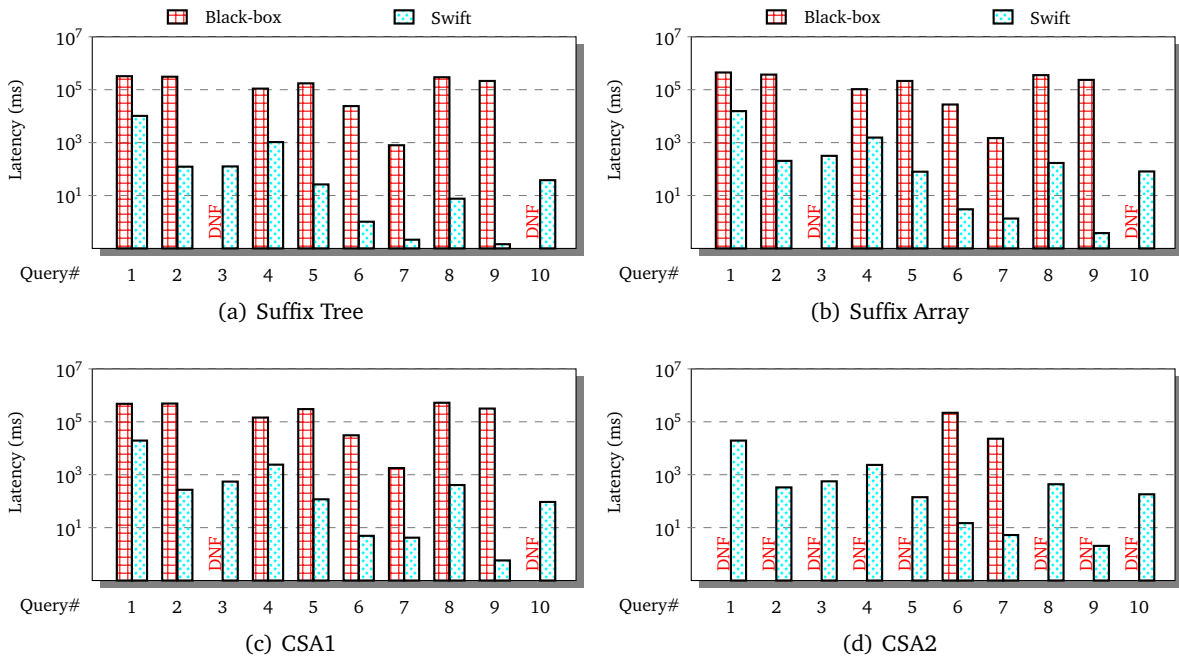 Black-box Swift
10^7
10^5
10^3
10^1
Latency (ms)
DNF
DNF
Query# 1 2 3 4 5 6 7 8 9 10
(a) Suffix Tree
Black-box Swift
10^7
10^5
10^3
10^1
Latency (ms)
DNF
DNF
Query# 1 2 3 4 5 6 7 8 9 10
(b) Suffix Array
10^7
10^5
10^3
10^1
Latency (ms)
DNF
DNF
Query# 1 2 3 4 5 6 7 8 9 10
(c) CSA1
10^7
10^5
10^3
10^1
Latency (ms)
DNF
DNF
DNF
DNF
DNF
DNF
DNF
DNF
Query# 1 2 3 4 5 6 7 8 9 10
(d) CSA2